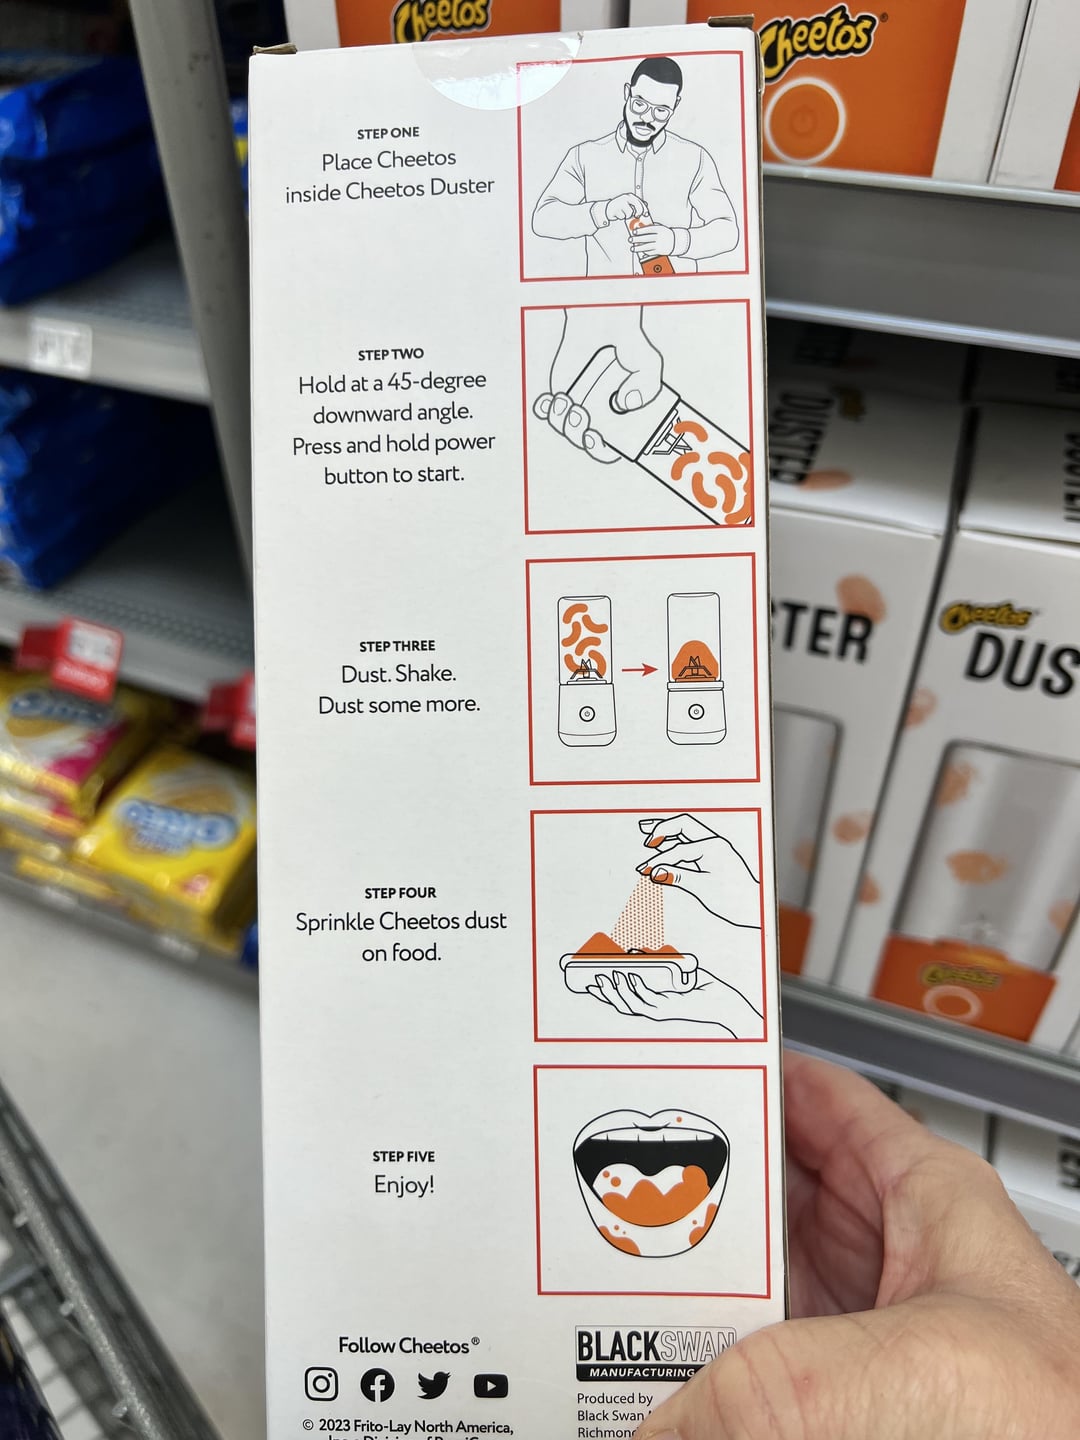 Cheetos
Cheetos®
STEP ONE
Place Cheetos
inside Cheetos Duster
STEP TWO
Hold at a 45-degree
downward angle.
Press and hold power
button to start.
STEP THREE
Dust. Shake.
Dust some more.
STEP FOUR
Sprinkle Cheetos dust
on food.
STEP FIVE
Enjoy!
Follow Cheetos®
© 2023 Frito-Lay North America,
BLACKSWAN
MANUFACTURING
Produced by
Black Swan
DUSTER
TER
Cheetos
DUS
Cheetos
OREO